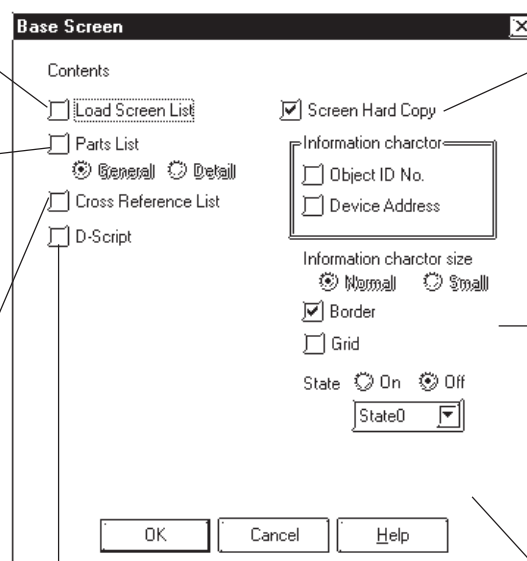 Base Screen
Contents
Load Screen List
Parts List
General Detail
Cross Reference List
D-Script
Screen Hard Copy
Information charctor
Object ID No.
Device Address
Information charctor size
Normal Small
Border
Grid
State On Off
State0
OK Cancel Help